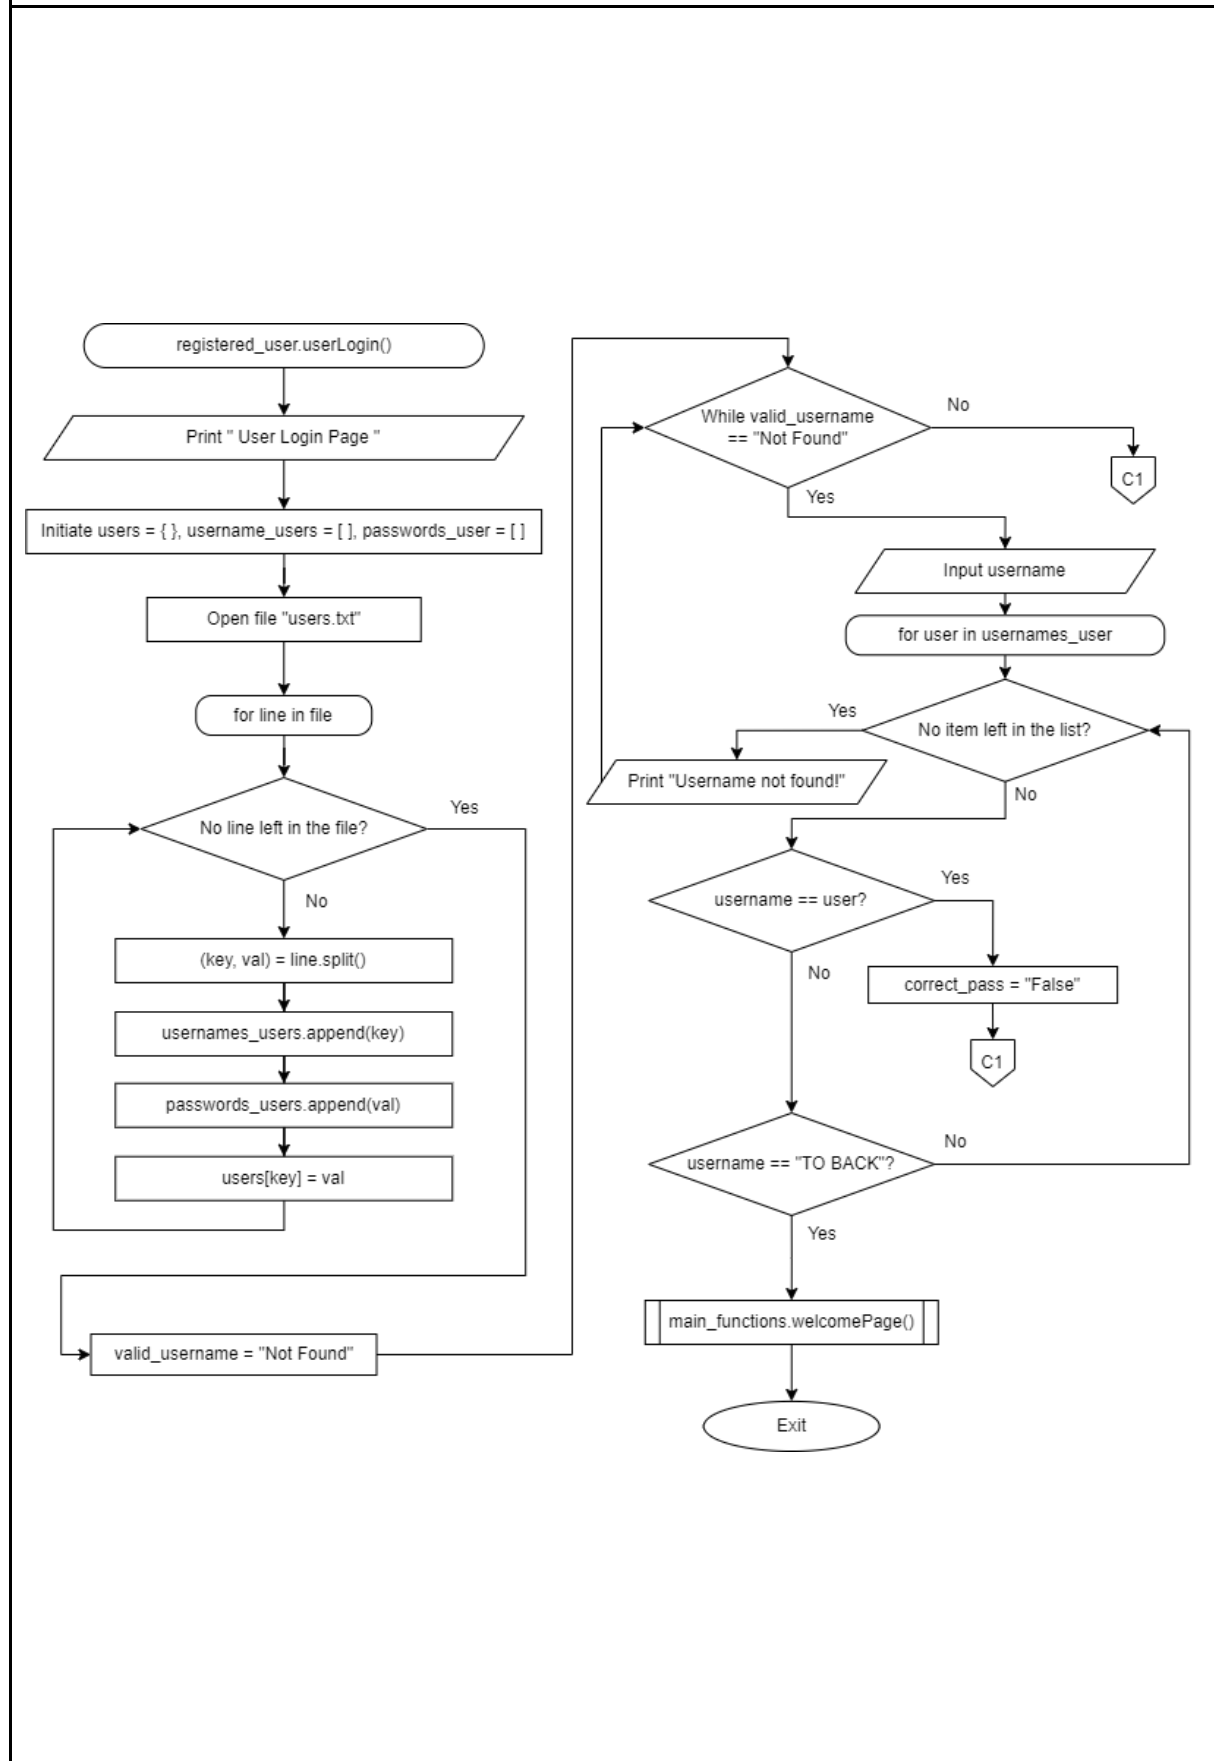 registered_user.userLogin()
Print " User Login Page "
Initiate users = { }, username_users = [ ], passwords_user = [ ]
Open file "users.txt"
for line in file
No line left in the file?
Yes
No
(key, val) = line.split()
usernames_users.append(key)
passwords_users.append(val)
users[key] = val
valid_username = "Not Found"
While valid_username
== "Not Found"
No
C1
Yes
Input username
for user in usernames_user
No item left in the list?
Yes
Print "Username not found!"
No
username == user?
Yes
correct_pass = "False"
C1
No
username == "TO BACK"?
No
Yes
main_functions.welcomePage()
Exit